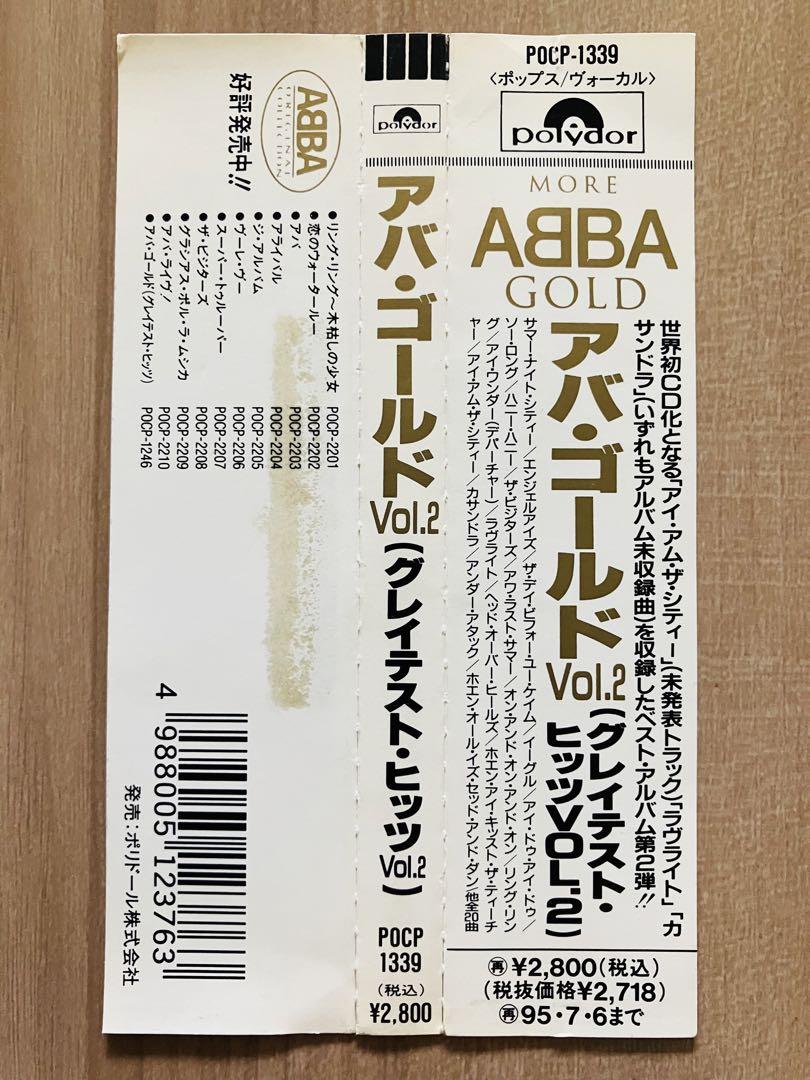 POCP-1339
〈ポップス/ヴォーカル〉
polydor
MORE
ABBA
GOLD
世界初CD化となる「アイ・アム・ザ・シティー」(未発表トラック)「ラヴライト」「カ
サンドラ」(いずれもアルバム未収録曲)を収録したベスト・アルバム第2弾!!
アバ・ゴールド Vol.2
(グレイテスト・
ヒッツVOL.2)
サマー・ナイト・シティー/エンジェルアイズ/ザ・デイ・ビフォー・ユー・ケイム/イーグル/アイ・ドゥ・アイ・ドゥ/
ソー・ロング/ハニー・ハニー/ザ・ビジターズ/アワ・ラスト・サマー/オン・アンド・オン・アンド・オン/リング・リン
グ/アイ・ワンダー(デパーチャー)/ラヴライト/ヘッド・オーバー・ヒールズ/ホエン・アイ・キッスト・ザ・ティーチ
ャー/アイ・アム・ザ・シティー/カサンドラ/アンダー・アタック/ホエン・オール・イズ・セッド・アンド・ダン/他全20曲
再¥2,800(税込)
(税抜価格¥2,718)
再95・7・6まで
polydor
アバ・ゴールド Vol.2(グレイテスト・ヒッツ Vol.2)
POCP
1339
(税込)
¥2,800
ABBA
ORIGINAL
COLLECTION
好評発売中!!
●リング・リング〜木枯しの少女 POCP-2201
●恋のウォータールー POCP-2202
●アバ POCP-2203
●アライバル POCP-2204
●ジ・アルバム POCP-2205
●ヴーレ・ヴー POCP-2206
●スーパー・トゥルーパー POCP-2207
●ザ・ビジターズ POCP-2208
●グラシアス・ポル・ラ・ムシカ POCP-2209
●アバ・ライヴ! POCP-2210
●アバ・ゴールド(グレイテスト・ヒッツ) POCP-1246
4 988005 123763
発売:ポリドール株式会社